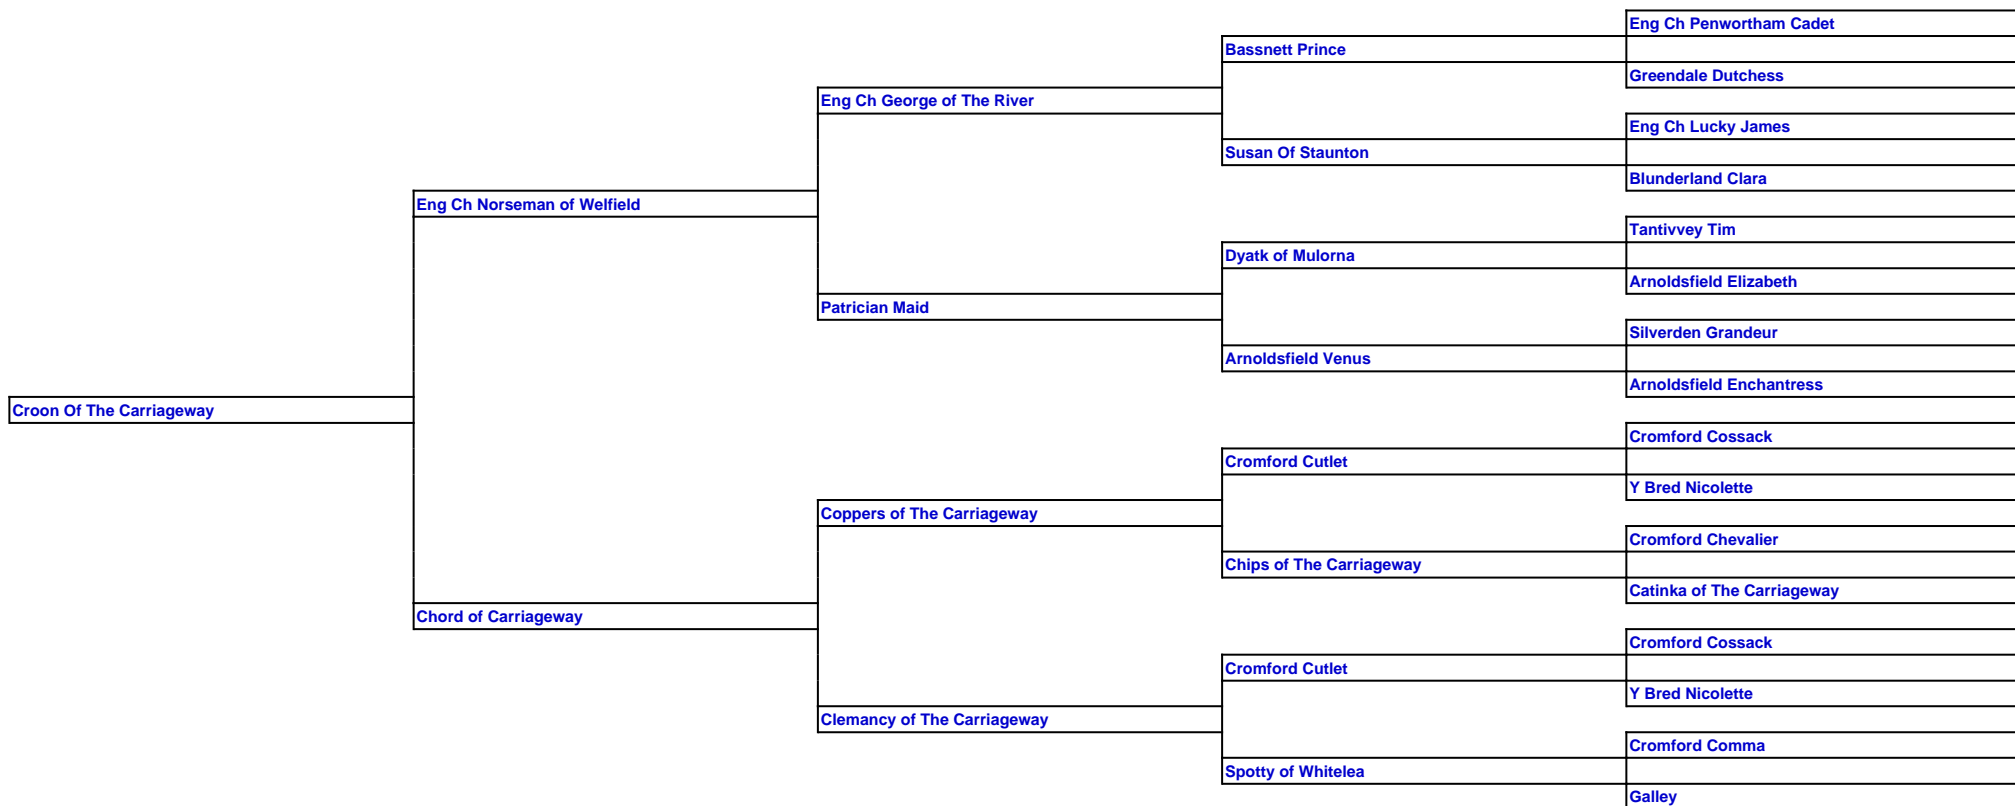 Eng Ch Penwortham Cadet
Bassnett Prince
Greendale Dutchess
Eng Ch George of The River
Eng Ch Lucky James
Susan Of Staunton
Blunderland Clara
Eng Ch Norseman of Welfield
Tantivvey Tim
Dyatk of Mulorna
Arnoldsfield Elizabeth
Patrician Maid
Silverden Grandeur
Arnoldsfield Venus
Arnoldsfield Enchantress
Croon Of The Carriageway
Cromford Cossack
Cromford Cutlet
Y Bred Nicolette
Coppers of The Carriageway
Cromford Chevalier
Chips of The Carriageway
Catinka of The Carriageway
Chord of Carriageway
Cromford Cossack
Cromford Cutlet
Y Bred Nicolette
Clemancy of The Carriageway
Cromford Comma
Spotty of Whitelea
Galley